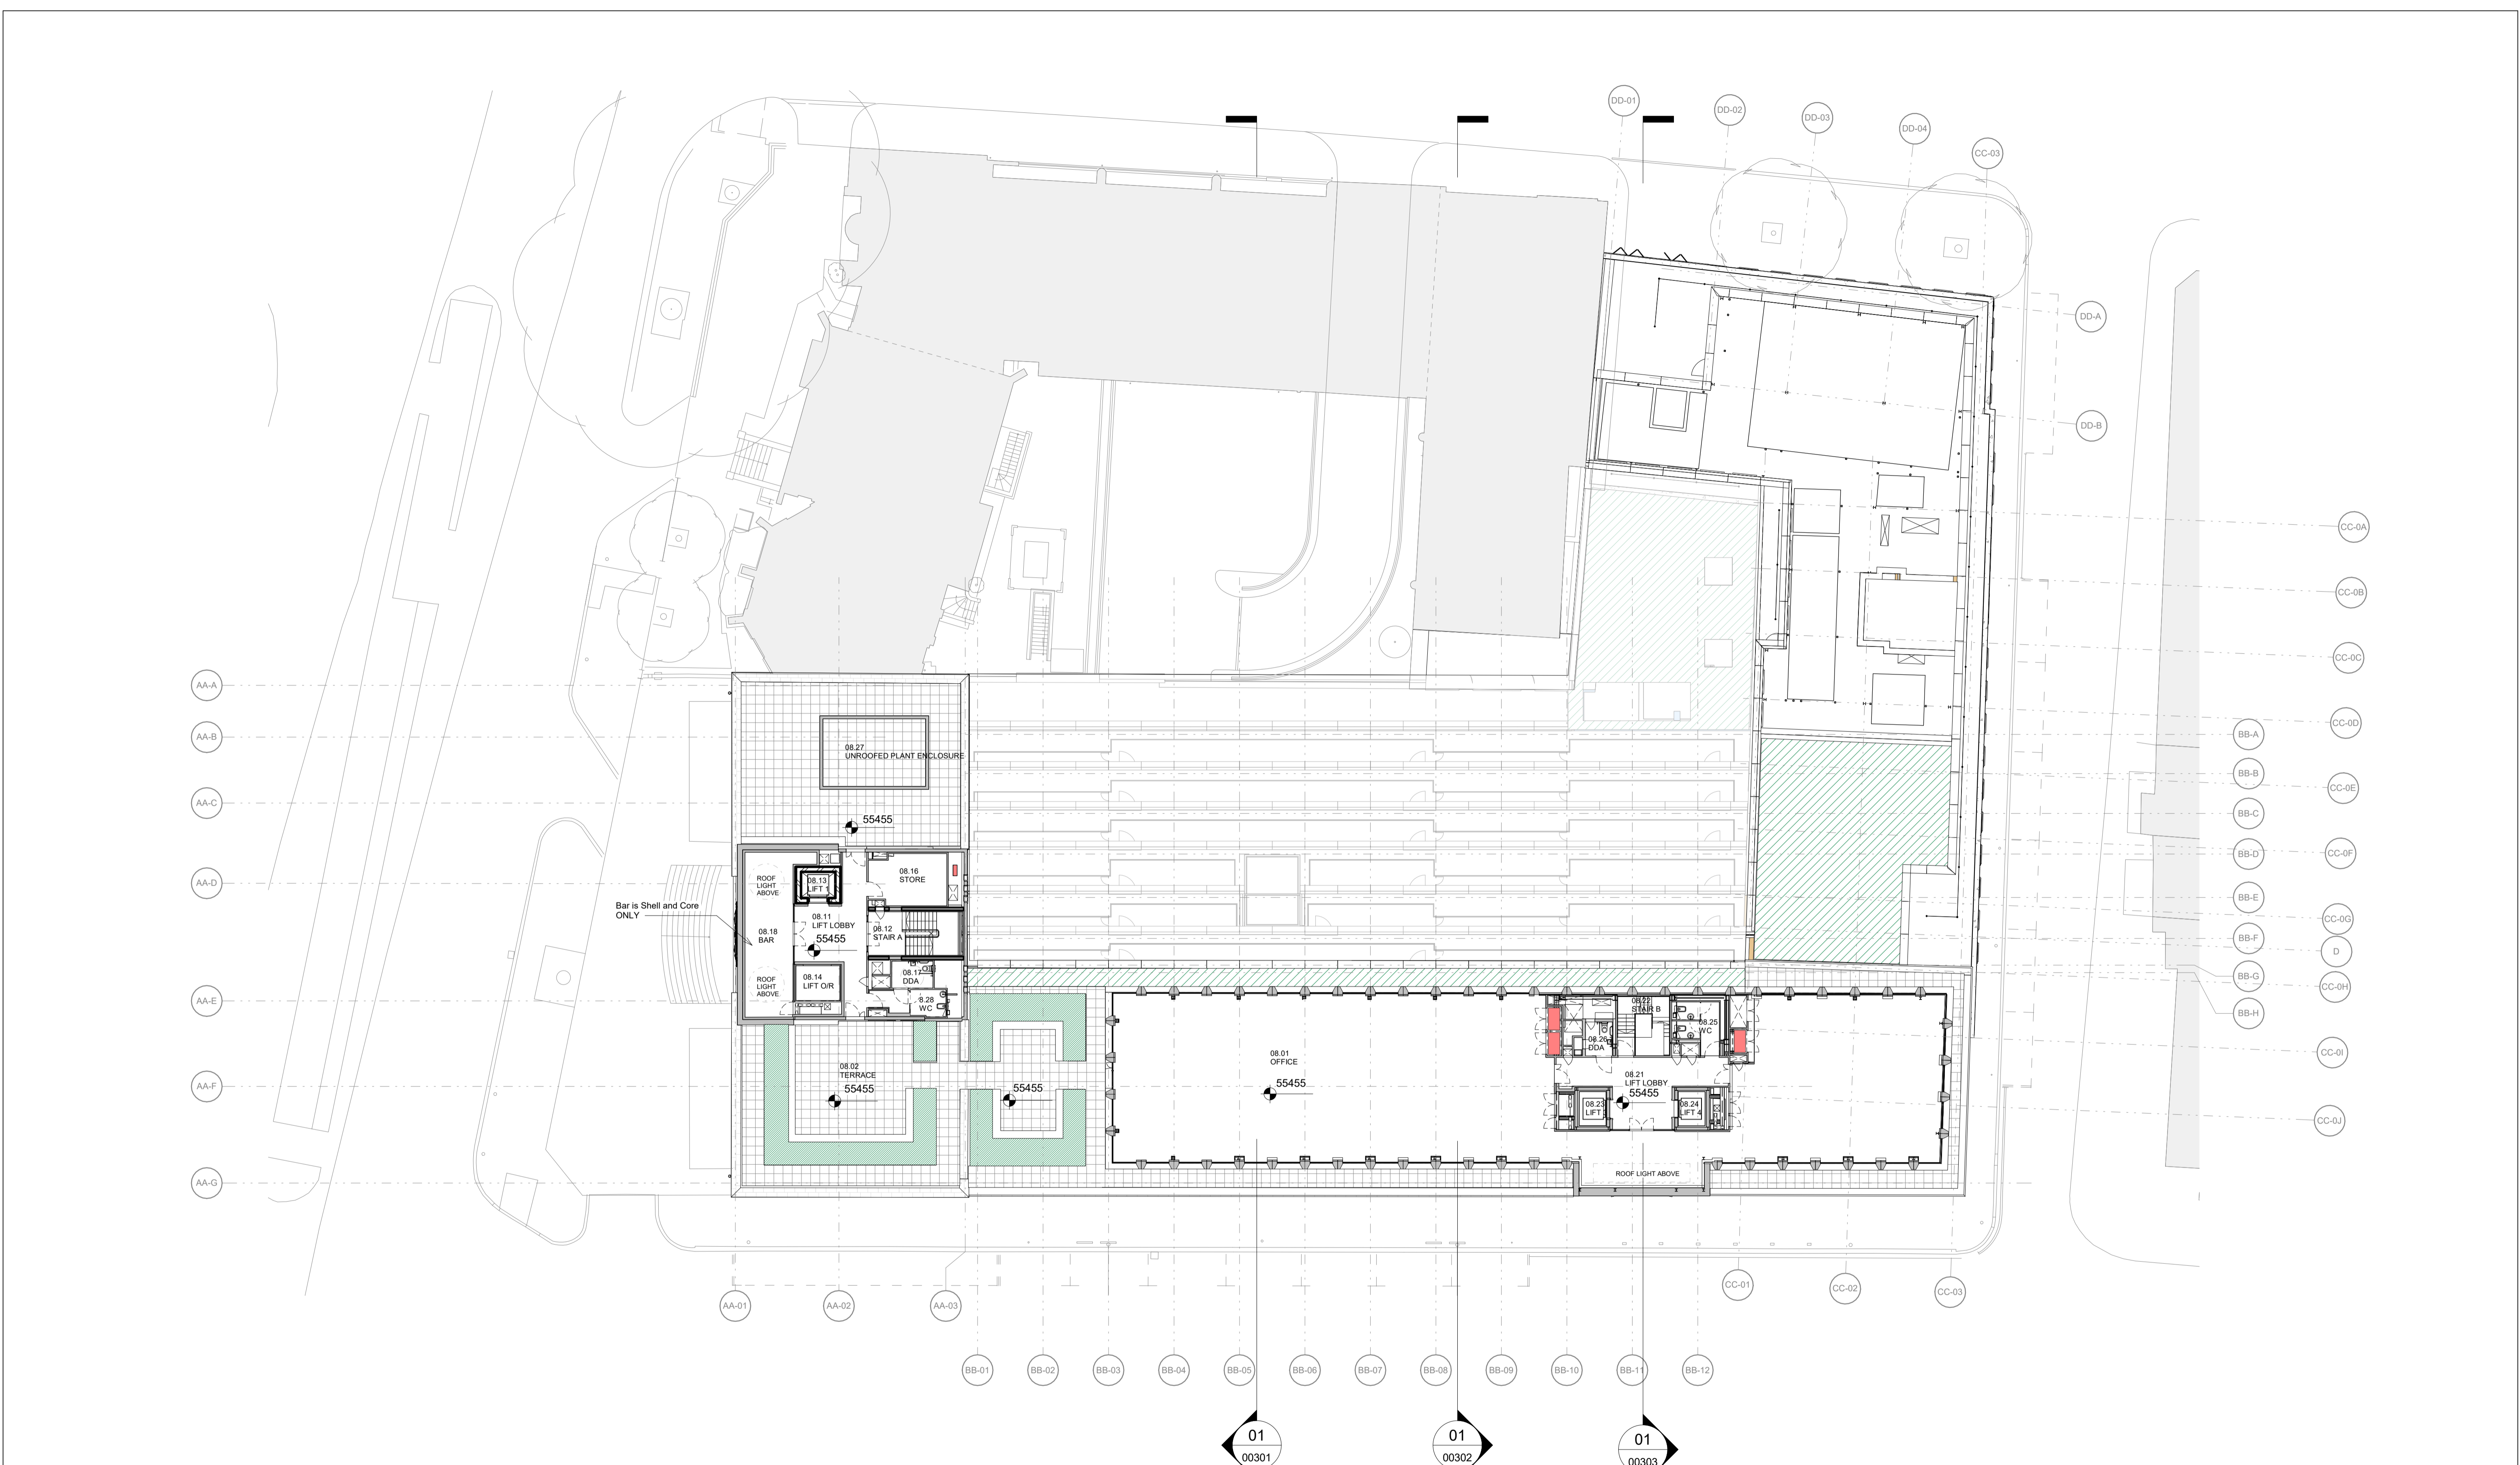 DD-01
DD-02
DD-03
DD-04
CC-03
DD-A
DD-B
CC-0A
CC-0B
CC-0C
CC-0D
CC-0E
CC-0F
CC-0G
D
CC-0H
CC-0I
CC-0J
BB-A
BB-B
BB-C
BB-D
BB-E
BB-F
BB-G
BB-H
AA-A
AA-B
AA-C
AA-D
AA-E
AA-F
AA-G
08.27
UNROOFED PLANT ENCLOSURE
55455
ROOF
LIGHT
ABOVE
08.13
LIFT 1
08.16
STORE
Bar is Shell and Core
ONLY
08.11
LIFT LOBBY
55455
08.18
BAR
08.12
STAIR A
ROOF
LIGHT
ABOVE
08.14
LIFT O/R
08.17
DDA
8.28
WC
08.02
TERRACE
55455
55455
08.01
OFFICE
55455
08.22
STAIR B
08.25
WC
08.26
DDA
08.21
LIFT LOBBY
55455
08.23
LIFT
08.24
LIFT 4
ROOF LIGHT ABOVE
AA-01
AA-02
AA-03
CC-01
CC-02
CC-03
BB-01
BB-02
BB-03
BB-04
BB-05
BB-06
BB-07
BB-08
BB-09
BB-10
BB-11
BB-12
01
00301
01
00302
01
00303